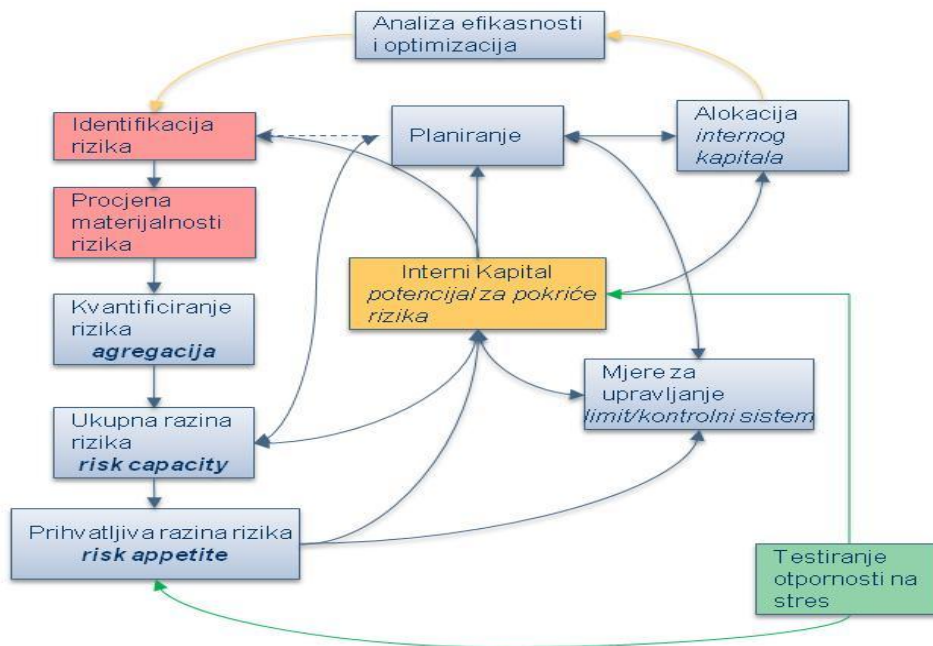 Analiza efikasnosti
i optimizacija
Identifikacija
rizika
Planiranje
Alokacija
internog
kapitala
Procjena
materijalnosti
rizika
Interni Kapital
potencijal za pokriće
rizika
Kvantificiranje
rizika
agregacija
Mjere za
upravljanje
limit/kontrolni sistem
Ukupna razina
rizika
risk capacity
Prihvatljiva razina rizika
risk appetite
Testiranje
otpornosti na
stres